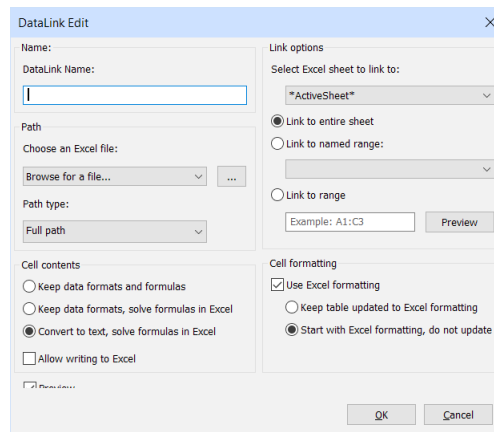 DataLink Edit
Name:
DataLink Name:
Path
Choose an Excel file:
Browse for a file...
...
Path type:
Full path
Cell contents
Keep data formats and formulas
Keep data formats, solve formulas in Excel
Convert to text, solve formulas in Excel
Allow writing to Excel
Preview
Link options
Select Excel sheet to link to:
*ActiveSheet*
Link to entire sheet
Link to named range:
Link to range
Example: A1:C3
Preview
Cell formatting
Use Excel formatting
Keep table updated to Excel formatting
Start with Excel formatting, do not update
OK
Cancel